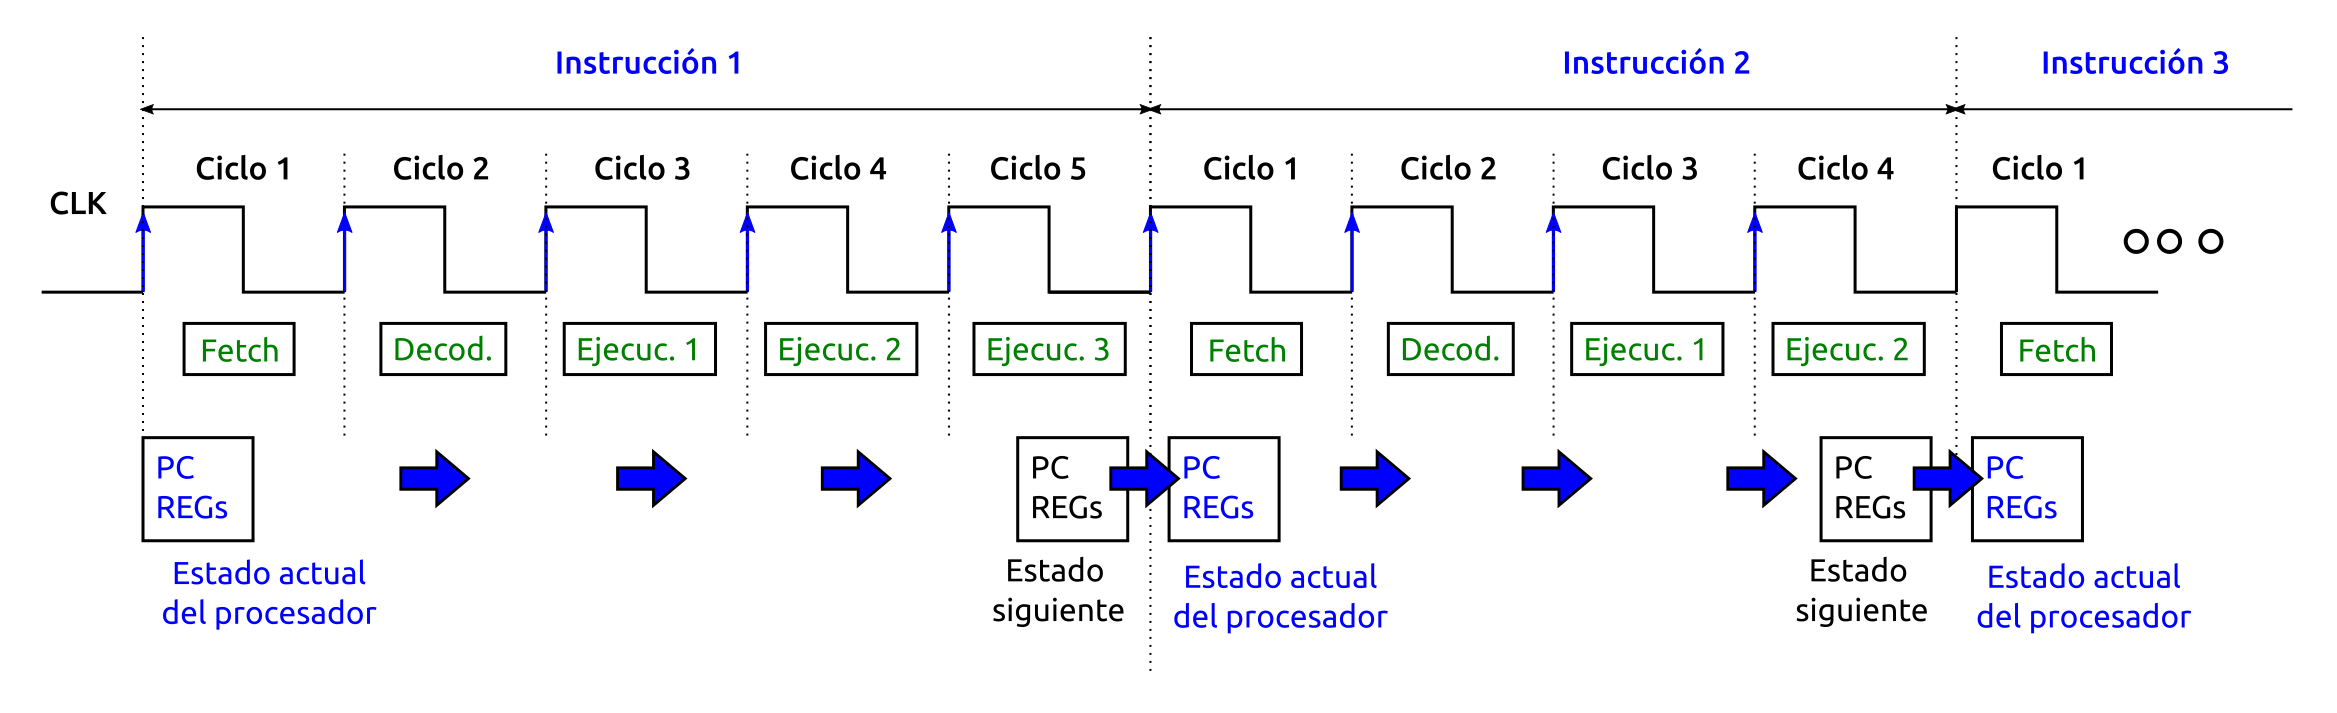 Instrucción 1
Instrucción 2
Instrucción 3
Ciclo 1
Ciclo 2
Ciclo 3
Ciclo 4
Ciclo 5
Ciclo 1
Ciclo 2
Ciclo 3
Ciclo 4
Ciclo 1
CLK
Fetch
Decod.
Ejecuc. 1
Ejecuc. 2
Ejecuc. 3
Fetch
Decod.
Ejecuc. 1
Ejecuc. 2
Fetch
PC
REGs
Estado actual
del procesador
PC
REGs
Estado
siguiente
PC
REGs
Estado actual
del procesador
PC
REGs
Estado
siguiente
PC
REGs
Estado actual
del procesador